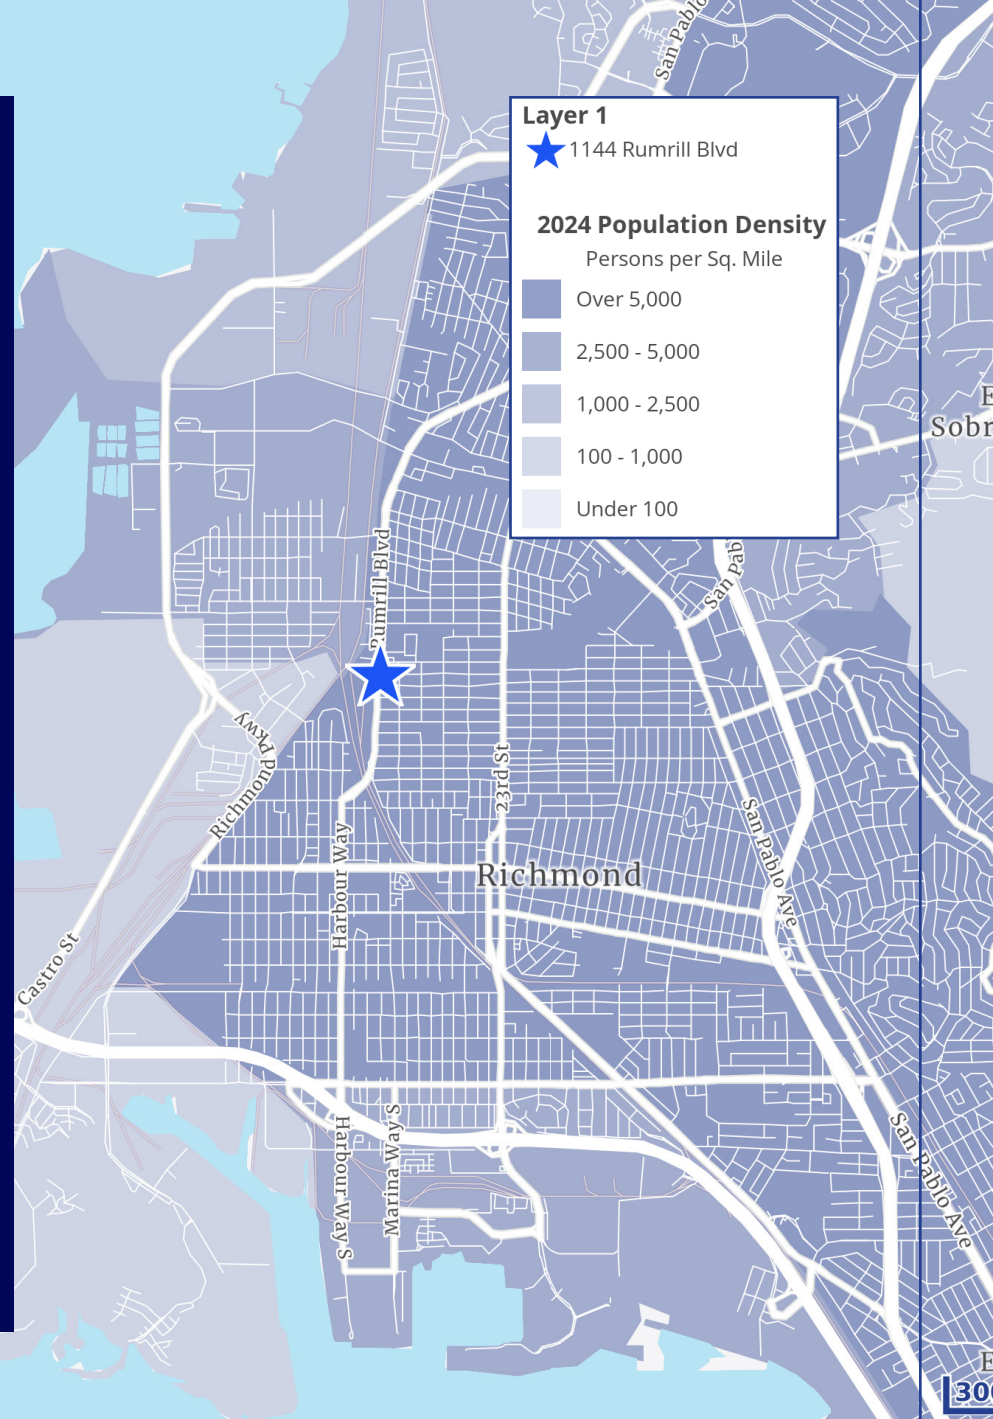 San Pablo
Layer 1
1144 Rumrill Blvd
2024 Population Density
Persons per Sq. Mile
Over 5,000
2,500 - 5,000
1,000 - 2,500
100 - 1,000
Under 100
E
Sobr
San Pab
Rumrill Blvd
Richmond Pkwy
23rd St
San Pablo Ave
Harbour Way
Richmond
Castro St
Harbour Way S
Marina Way S
San Pablo Ave
E
300